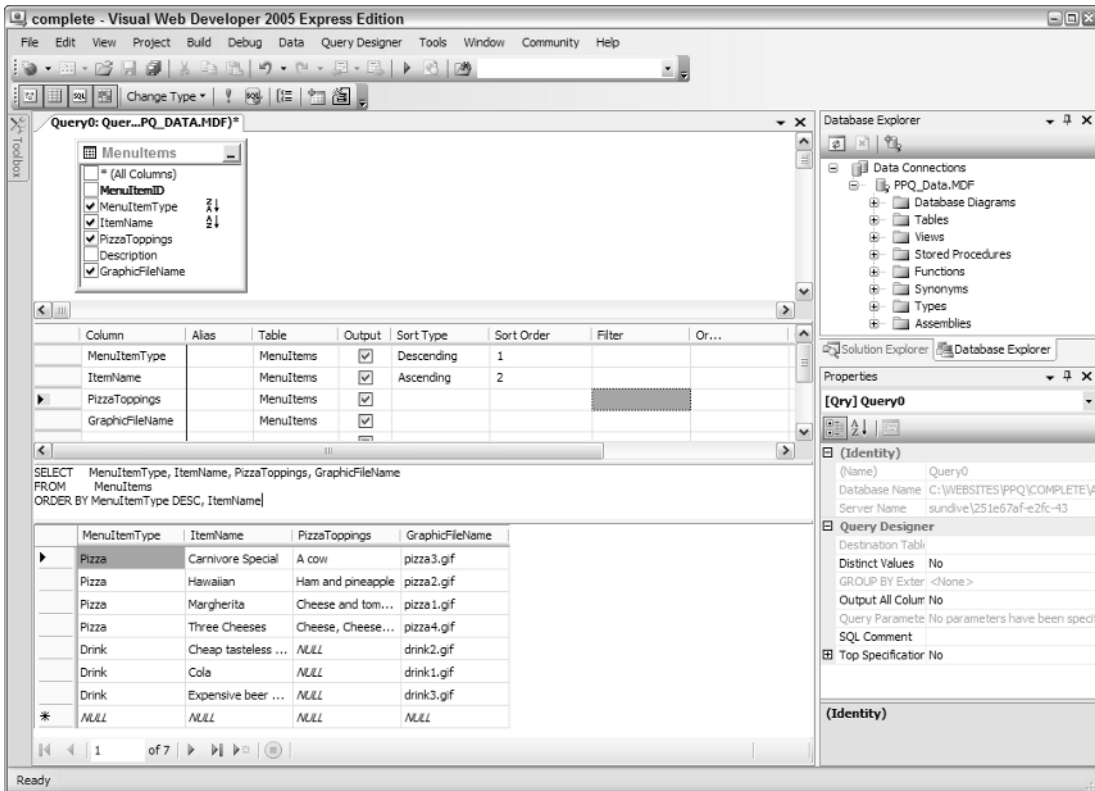 complete - Visual Web Developer 2005 Express Edition
File Edit View Project Build Debug Data Query Designer Tools Window Community Help
Change Type
Toolbox
Query0: Quer...PQ_DATA.MDF)*
MenuItems
* (All Columns)
MenuItemID
MenuItemType
ItemName
PizzaToppings
Description
GraphicFileName
Column Alias Table Output Sort Type Sort Order Filter Or...
MenuItemType MenuItems Descending 1
ItemName MenuItems Ascending 2
PizzaToppings MenuItems
GraphicFileName MenuItems
SELECT MenuItemType, ItemName, PizzaToppings, GraphicFileName
FROM MenuItems
ORDER BY MenuItemType DESC, ItemName
MenuItemType ItemName PizzaToppings GraphicFileName
Pizza Carnivore Special A cow pizza3.gif
Pizza Hawaiian Ham and pineapple pizza2.gif
Pizza Margherita Cheese and tom... pizza1.gif
Pizza Three Cheeses Cheese, Cheese... pizza4.gif
Drink Cheap tasteless ... NULL drink2.gif
Drink Cola NULL drink1.gif
Drink Expensive beer ... NULL drink3.gif
NULL NULL NULL NULL
1 of 7
Database Explorer
Data Connections
PPQ_Data.MDF
Database Diagrams
Tables
Views
Stored Procedures
Functions
Synonyms
Types
Assemblies
Solution Explorer Database Explorer
Properties
[Qry] Query0
(Identity)
(Name) Query0
Database Name C:\WEBSITES\PPQ\COMPLETE\A
Server Name sundive\251e67af-e2fc-43
Query Designer
Destination Tabl
Distinct Values No
GROUP BY Exter <None>
Output All Colum No
Query Paramete No parameters have been speci
SQL Comment
Top Specification No
(Identity)
Ready